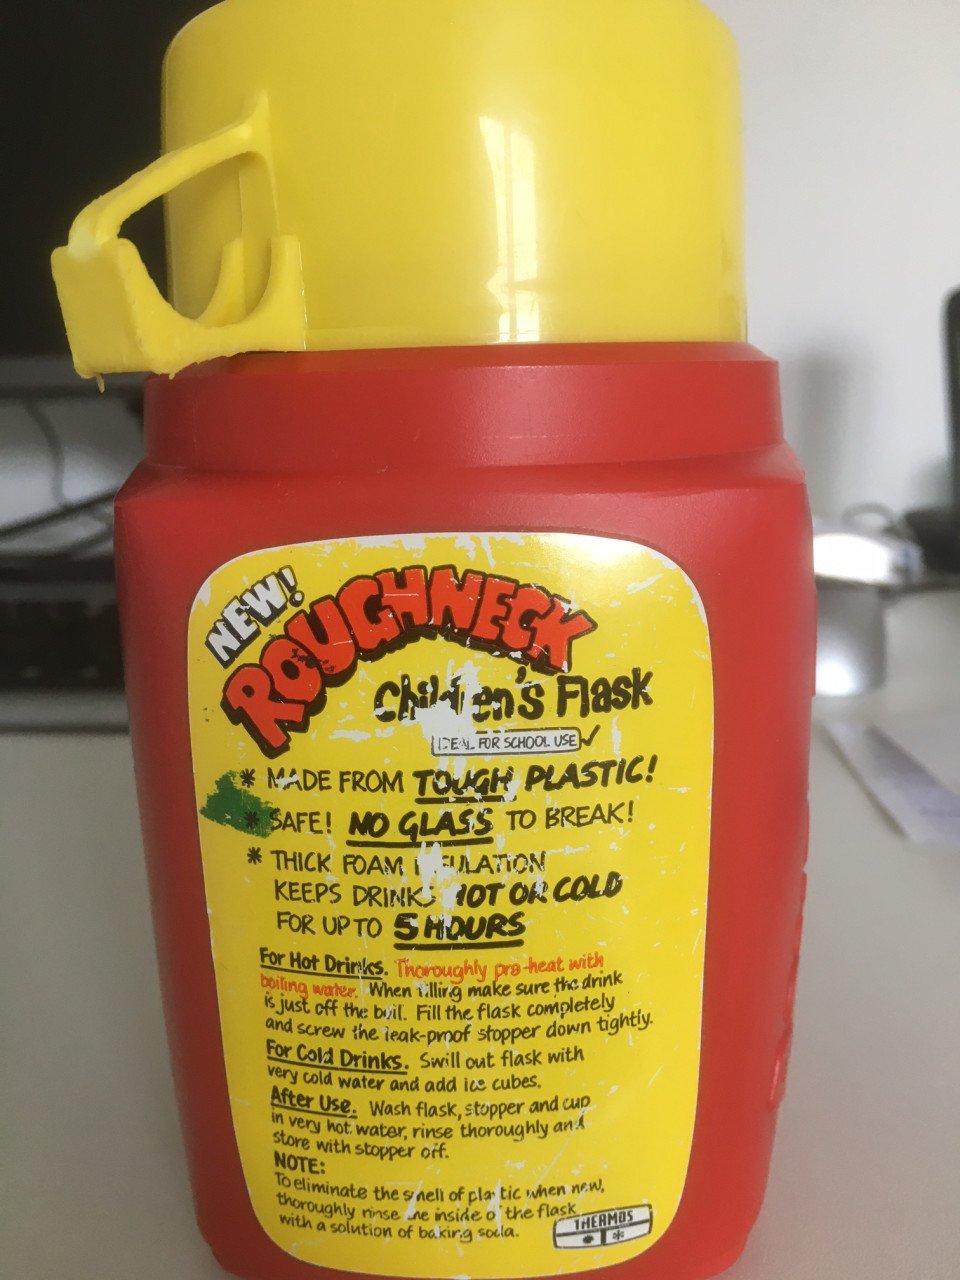 NEW!
ROUGHNECK
Children's Flask
IDEAL FOR SCHOOL USE
* MADE FROM TOUGH PLASTIC!
* SAFE! NO GLASS TO BREAK!
* THICK FOAM INSULATION
KEEPS DRINKS HOT OR COLD
FOR UP TO 5 HOURS
For Hot Drinks. Thoroughly pre-heat with
boiling water. When filling make sure the drink
is just off the boil. Fill the flask completely
and screw the leak-proof stopper down tightly.
For Cold Drinks. Swill out flask with
very cold water and add ice cubes.
After Use. Wash flask, stopper and cup
in very hot water, rinse thoroughly and
store with stopper off.
NOTE:
To eliminate the smell of plastic when new,
thoroughly rinse the inside of the flask
with a solution of baking soda.
THERMOS